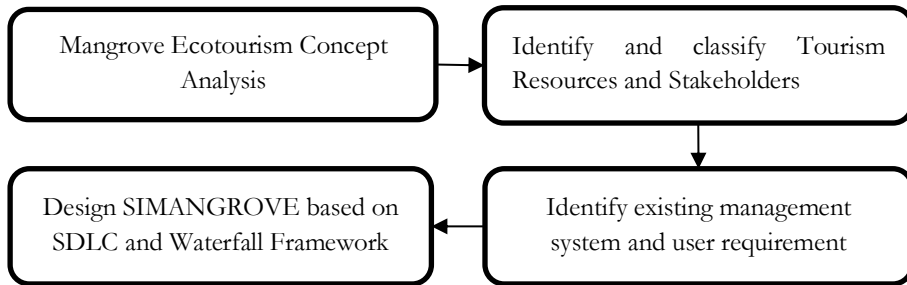 Mangrove Ecotourism Concept
Analysis
Identify and classify Tourism
Resources and Stakeholders
Identify existing management
system and user requirement
Design SIMANGROVE based on
SDLC and Waterfall Framework